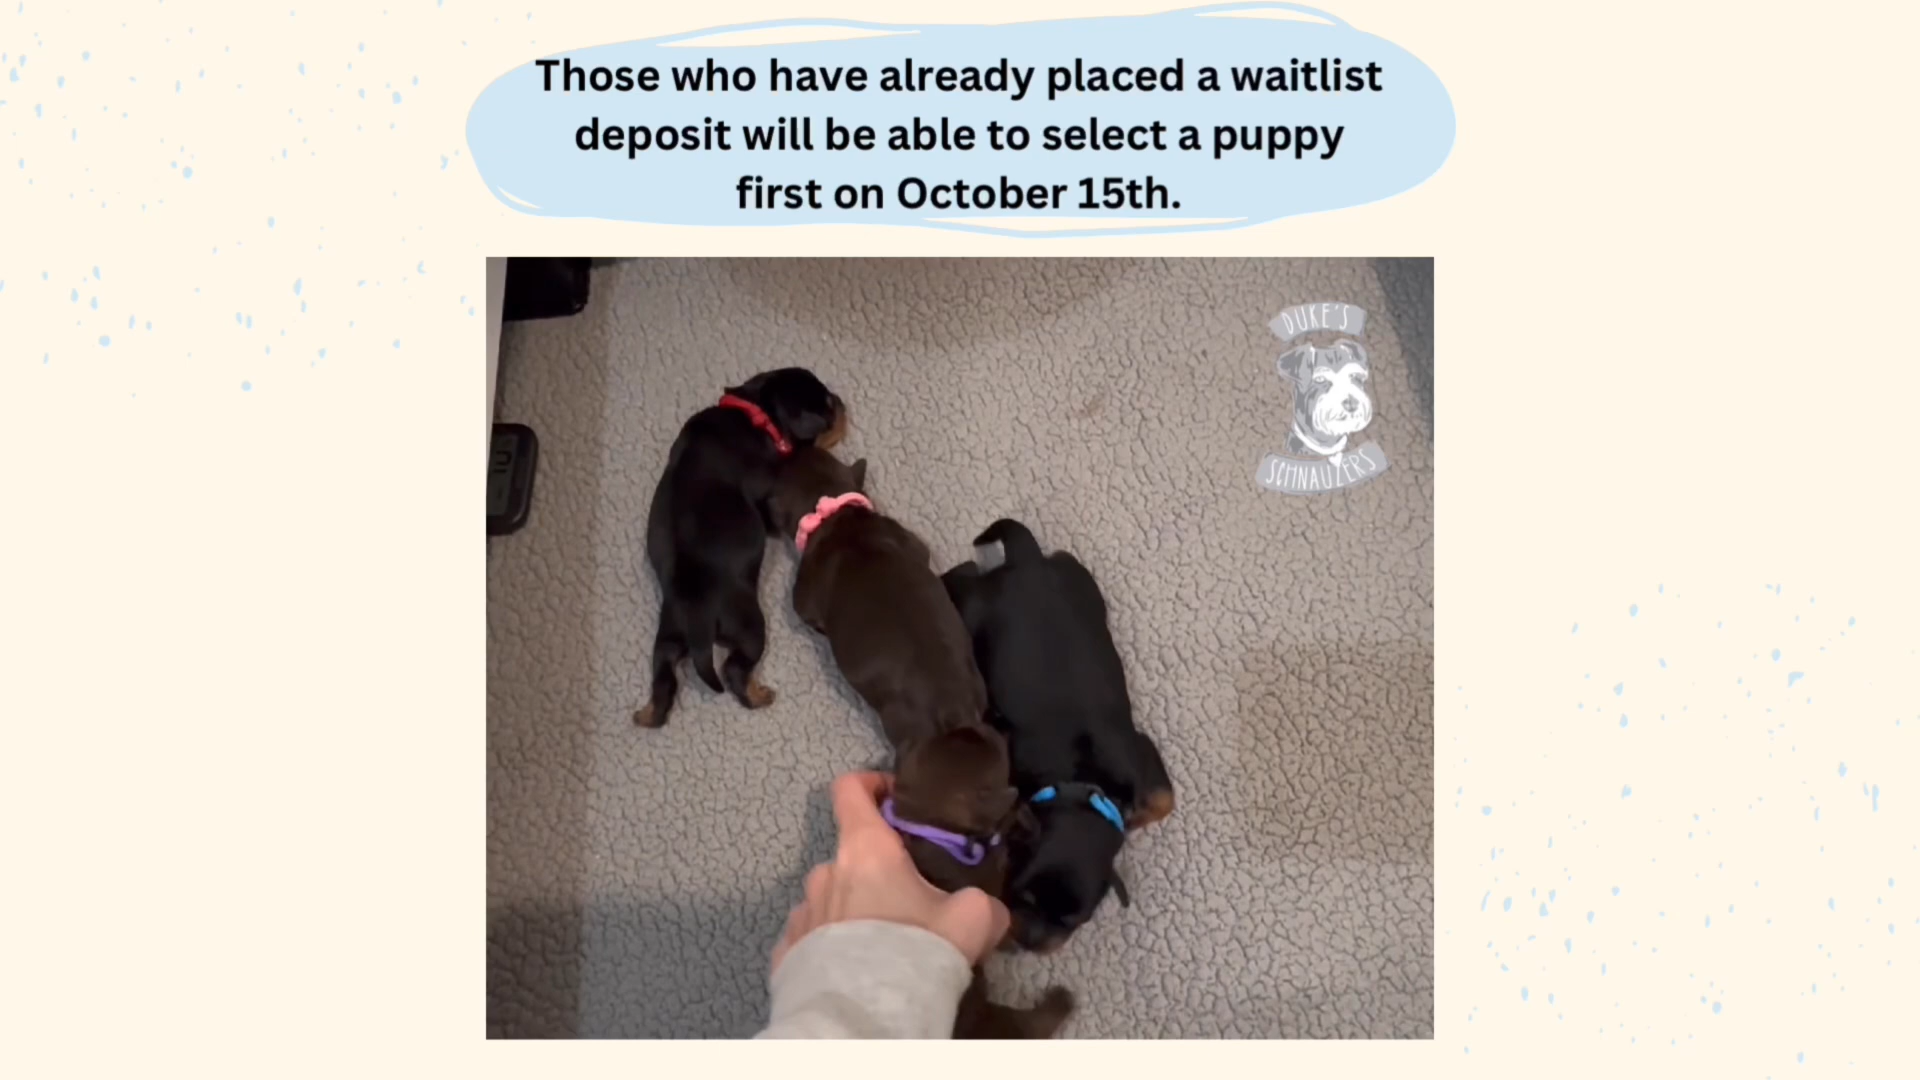 Those who have already placed a waitlist
deposit will be able to select a puppy
first on October 15th.
DUKE'S
SCHNAUZERS